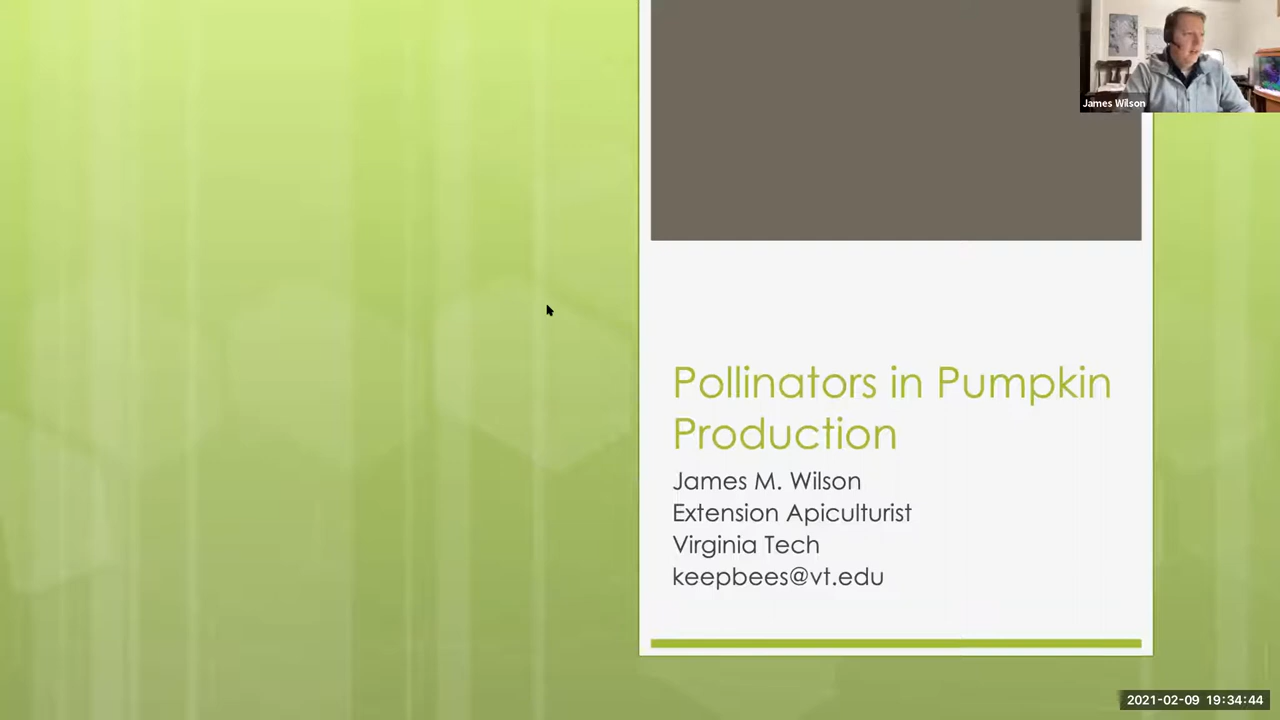 James Wilson
Pollinators in Pumpkin
Production
James M. Wilson
Extension Apiculturist
Virginia Tech
keepbees@vt.edu
2021-02-09 19:34:44